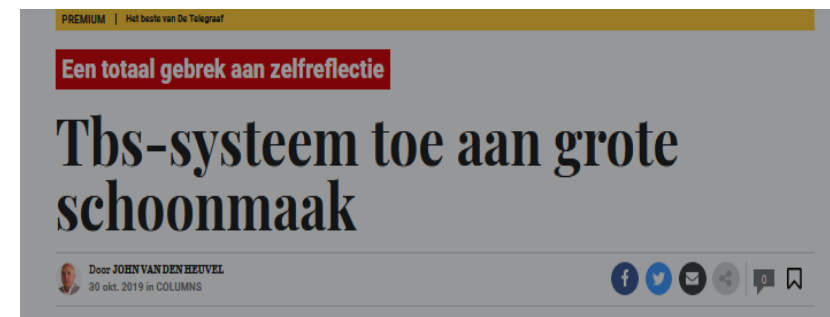 PREMIUM | Het beste van De Telegraaf
Een totaal gebrek aan zelfreflectie
Tbs-systeem toe aan grote
schoonmaak
Door JOHN VAN DEN HEUVEL
30 okt. 2019 in COLUMNS
0